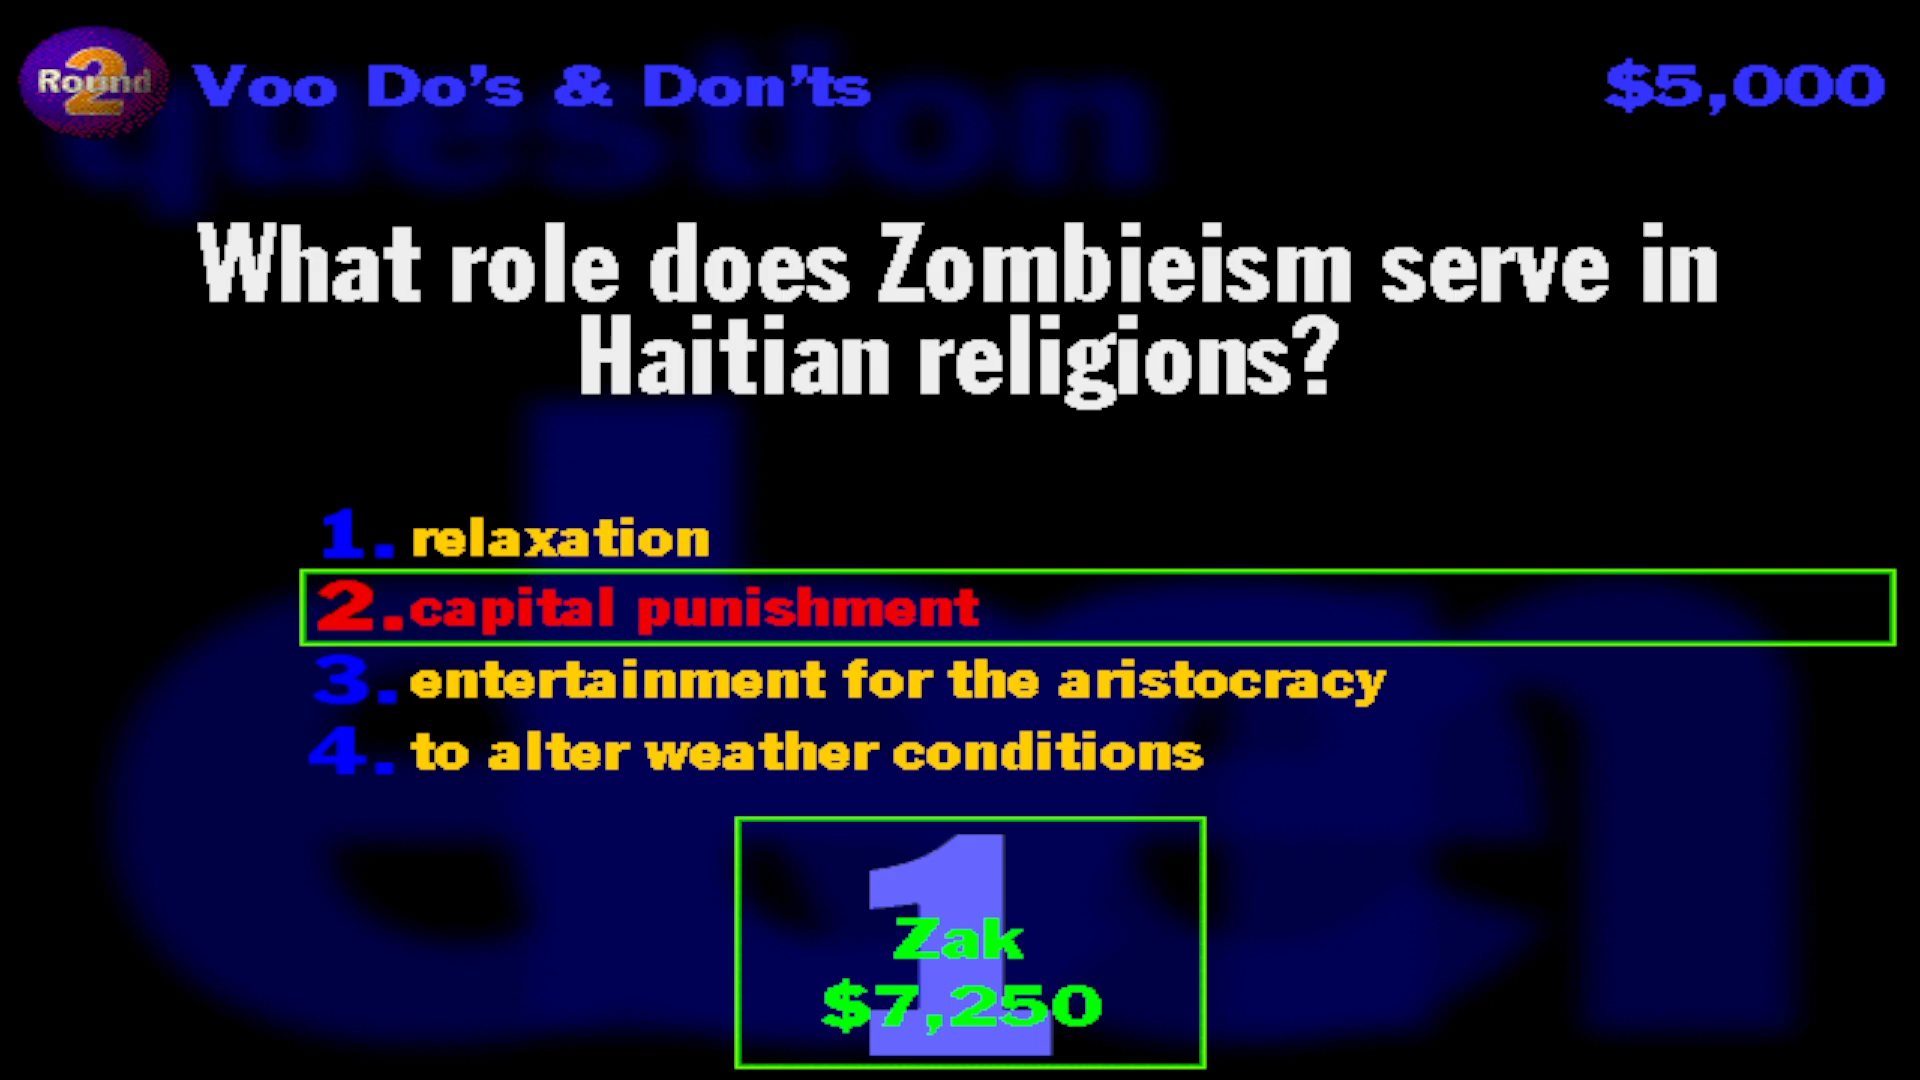 Round 2
Voo Do's & Don'ts
$5,000
question
What role does Zombieism serve in
Haitian religions?
1. relaxation
2. capital punishment
3. entertainment for the aristocracy
4. to alter weather conditions
1
Zak
$7,250